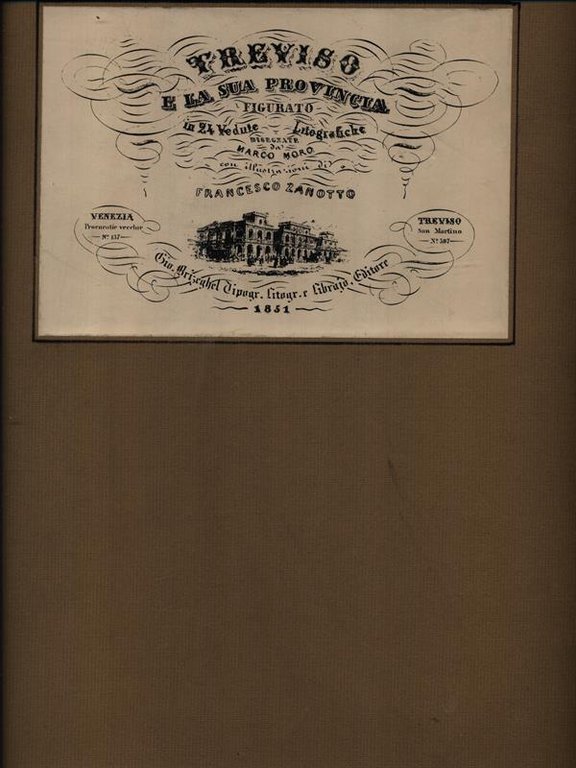 TREVISO
E LA SUA PROVINCIA
FIGURATO
in 24 Vedute Litografiche
DISEGNATE
da
MARCO MORO
con illustrazioni di
FRANCESCO ZANOTTO
VENEZIA
Procuratie vecchie
N.º 137
TREVISO
San Martino
N.º 507
Gio. Brizeghel Tipogr. Litogr. e Librajo, Editore
1851